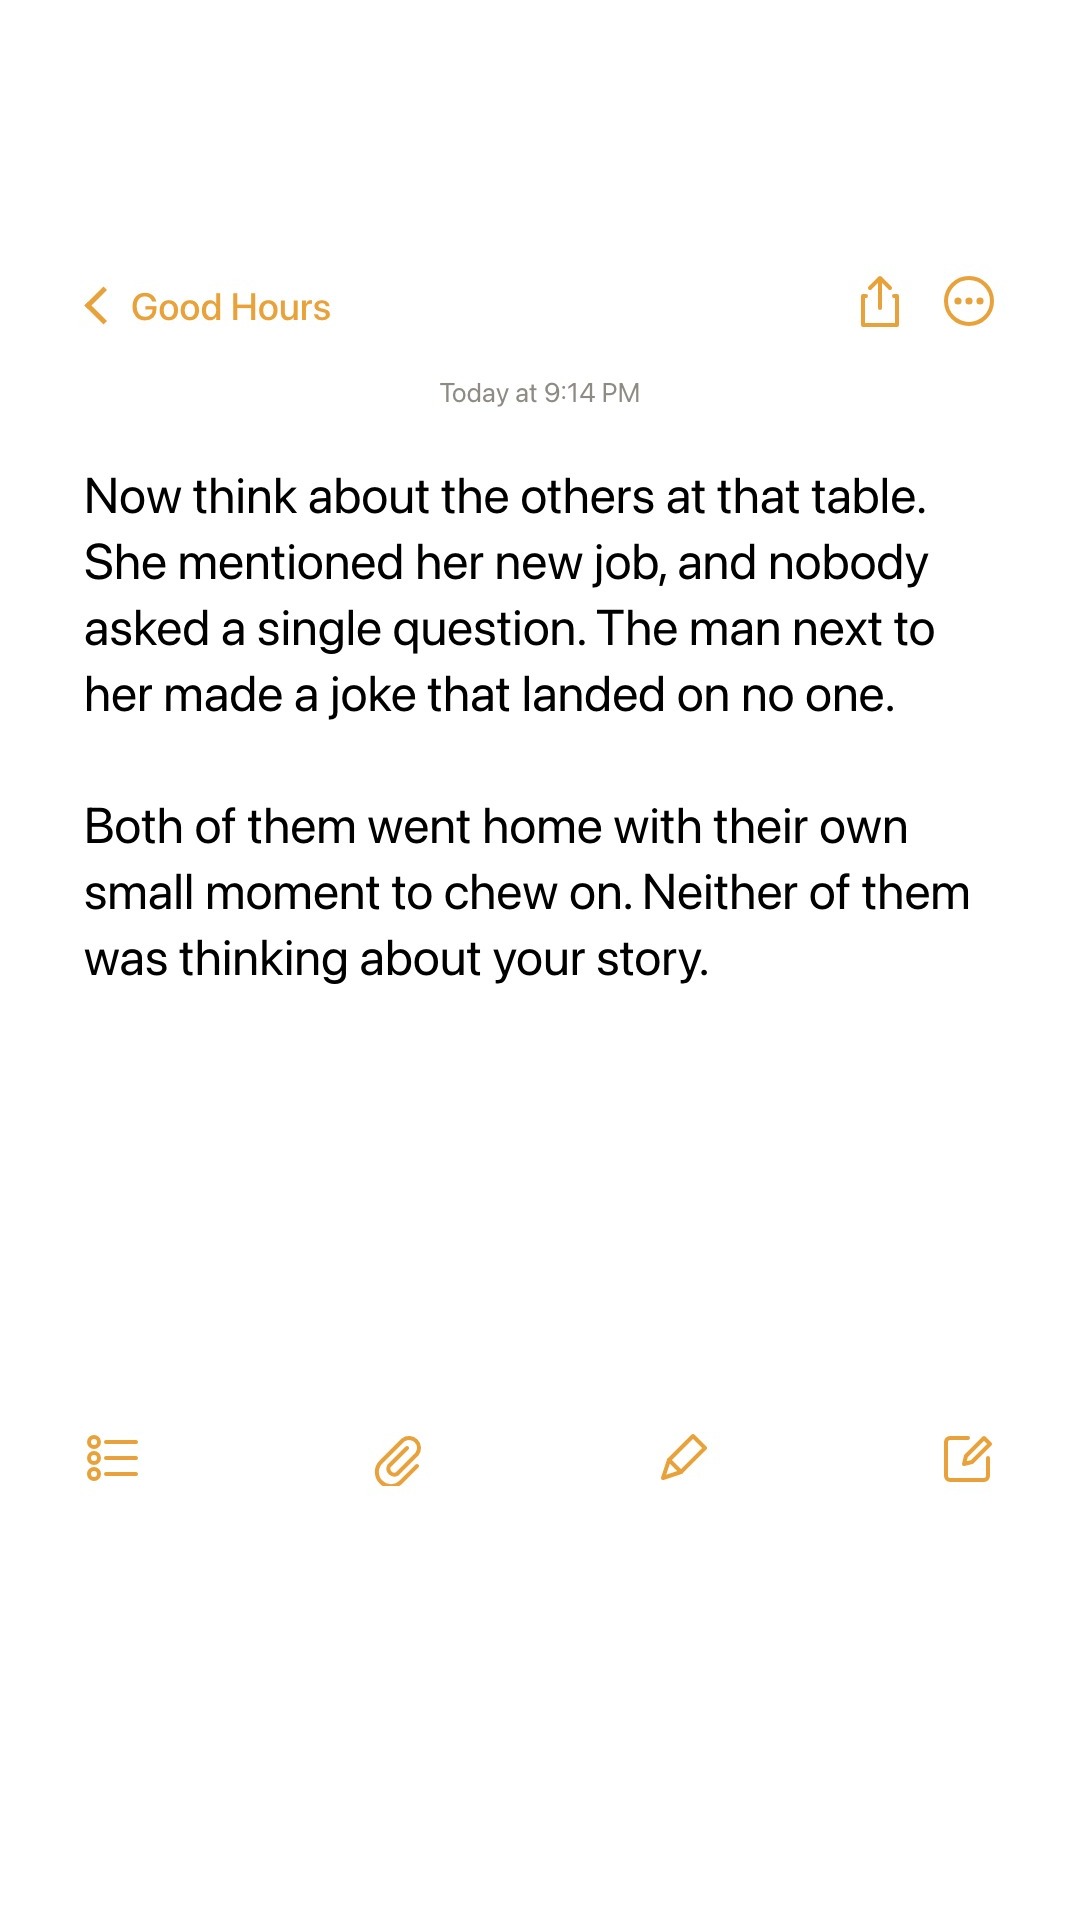 Good Hours
Today at 9:14 PM
Now think about the others at that table.
She mentioned her new job, and nobody
asked a single question. The man next to
her made a joke that landed on no one.
Both of them went home with their own
small moment to chew on. Neither of them
was thinking about your story.